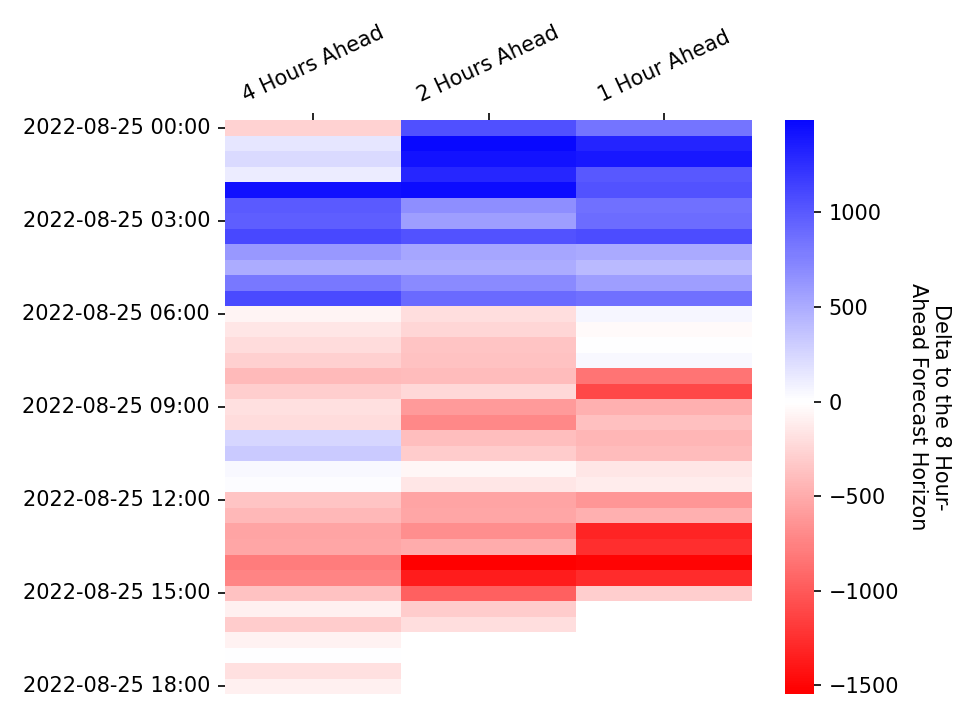 4 Hours Ahead
2 Hours Ahead
1 Hour Ahead
2022-08-25 00:00
2022-08-25 03:00
2022-08-25 06:00
2022-08-25 09:00
2022-08-25 12:00
2022-08-25 15:00
2022-08-25 18:00
1000
500
0
−500
−1000
−1500
Delta to the 8 Hour-
Ahead Forecast Horizon